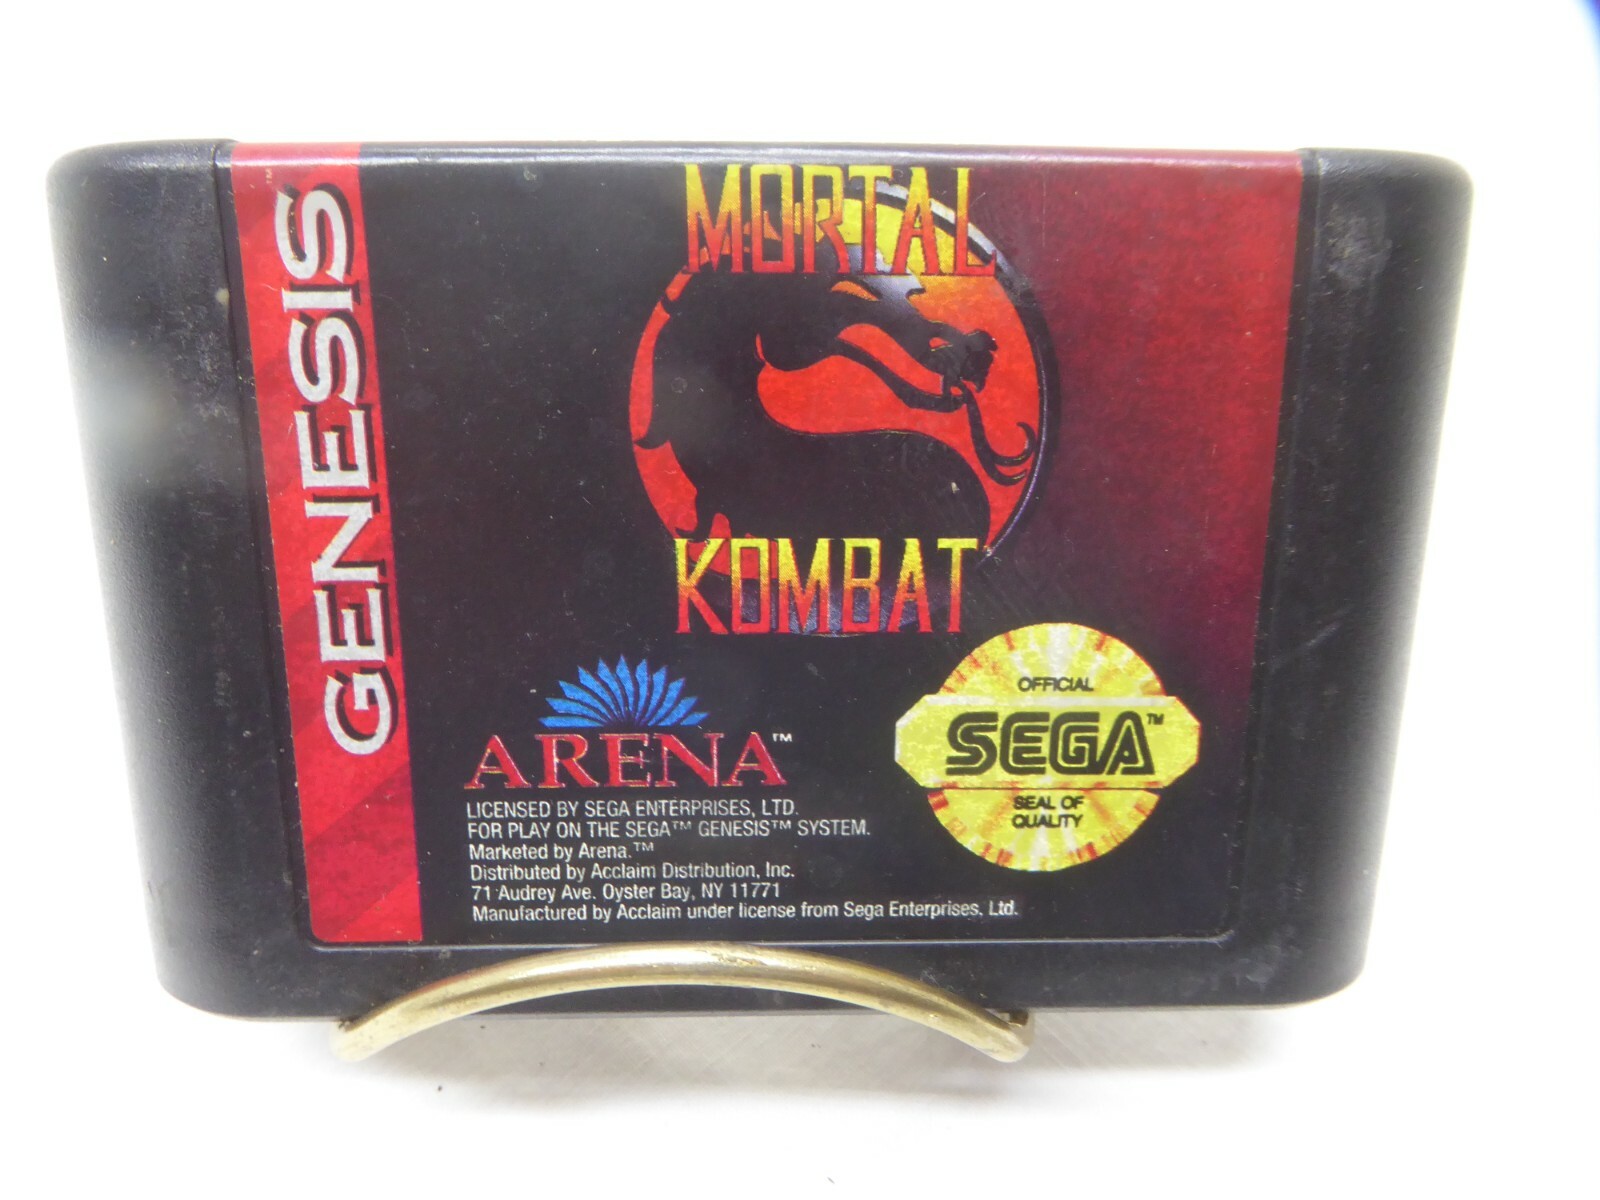 GENESIS™
MORTAL
KOMBAT
ARENA™
LICENSED BY SEGA ENTERPRISES, LTD.
FOR PLAY ON THE SEGA™ GENESIS™ SYSTEM.
Marketed by Arena.™
Distributed by Acclaim Distribution, Inc.
71 Audrey Ave. Oyster Bay, NY 11771
Manufactured by Acclaim under license from Sega Enterprises, Ltd.
OFFICIAL
SEGA™
SEAL OF
QUALITY